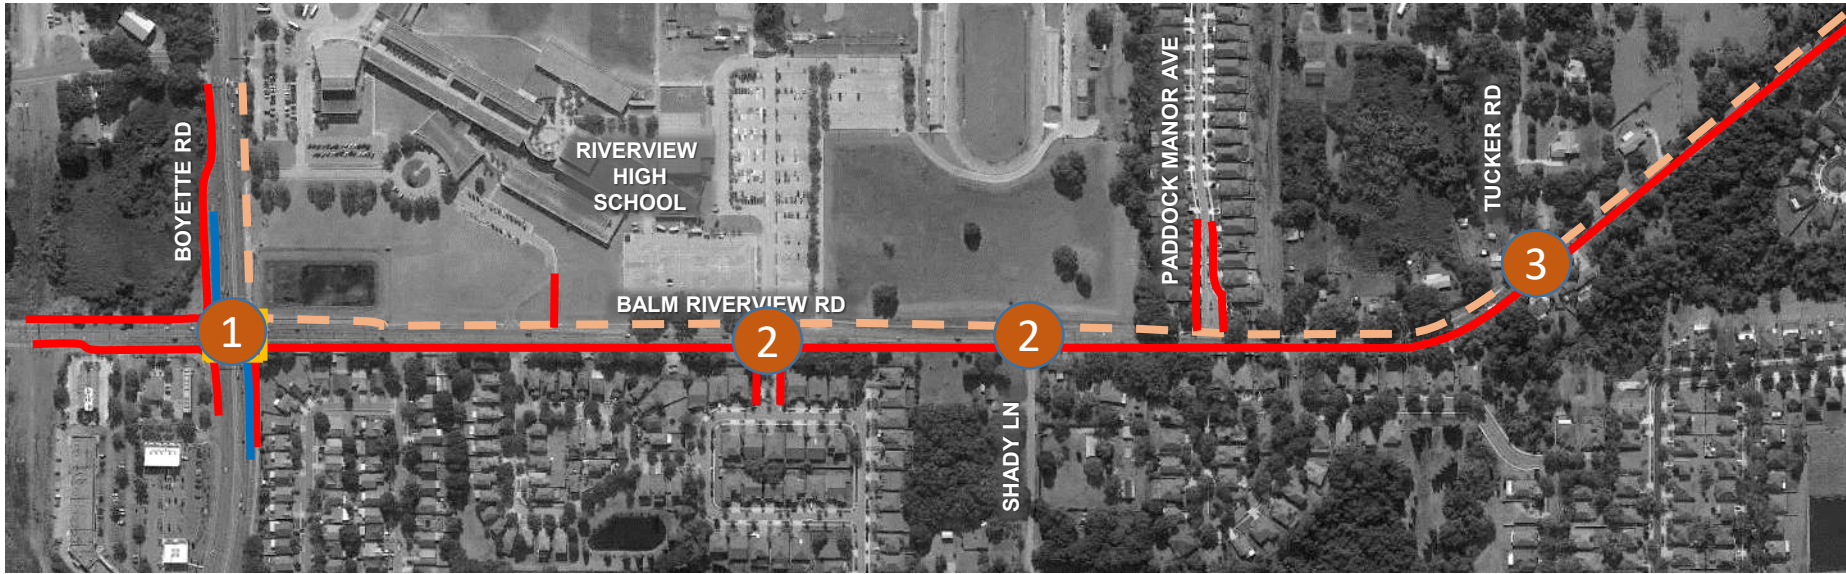 BOYETTE RD
RIVERVIEW
HIGH
SCHOOL
BALM RIVERVIEW RD
PADDOCK MANOR AVE
TUCKER RD
SHADY LN
1
2
2
3